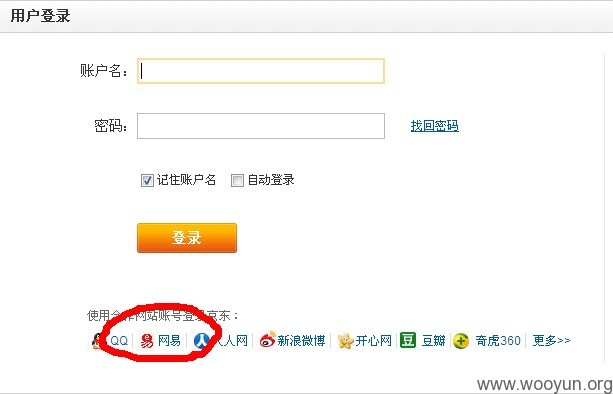 用户登录
账户名：
密码： 找回密码
记住账户名 自动登录
登录
使用合作网站账号登录京东：
QQ 网易 人人网 新浪微博 开心网 豆瓣 奇虎360 更多>>
www.wooyun.org